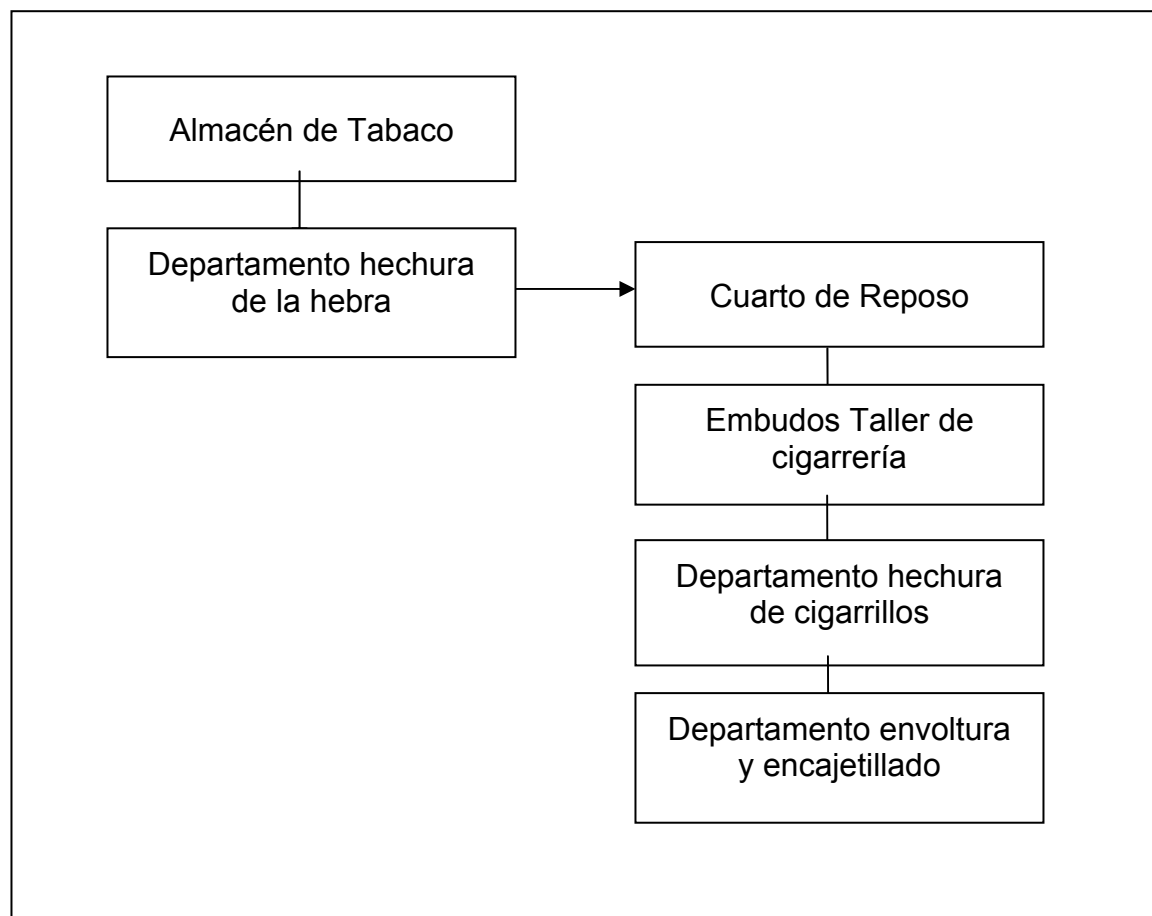 Almacén de Tabaco
Departamento hechura
de la hebra
Cuarto de Reposo
Embudos Taller de
cigarrería
Departamento hechura
de cigarrillos
Departamento envoltura
y encajetillado